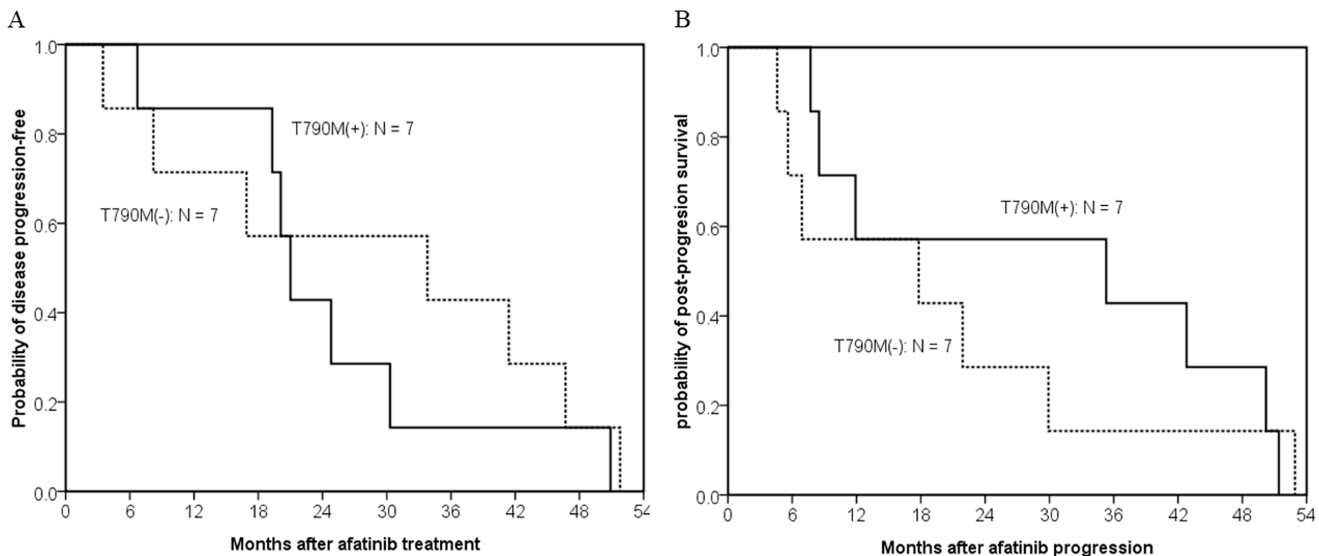 A
B
Probability of disease progression-free
1.0
0.8
0.6
0.4
0.2
0.0
T790M(+): N = 7
T790M(-): N = 7
0 6 12 18 24 30 36 42 48 54
Months after afatinib treatment
probability of post-progresion survival
1.0
0.8
0.6
0.4
0.2
0.0
T790M(+): N = 7
T790M(-): N = 7
0 6 12 18 24 30 36 42 48 54
Months after afatinib progression